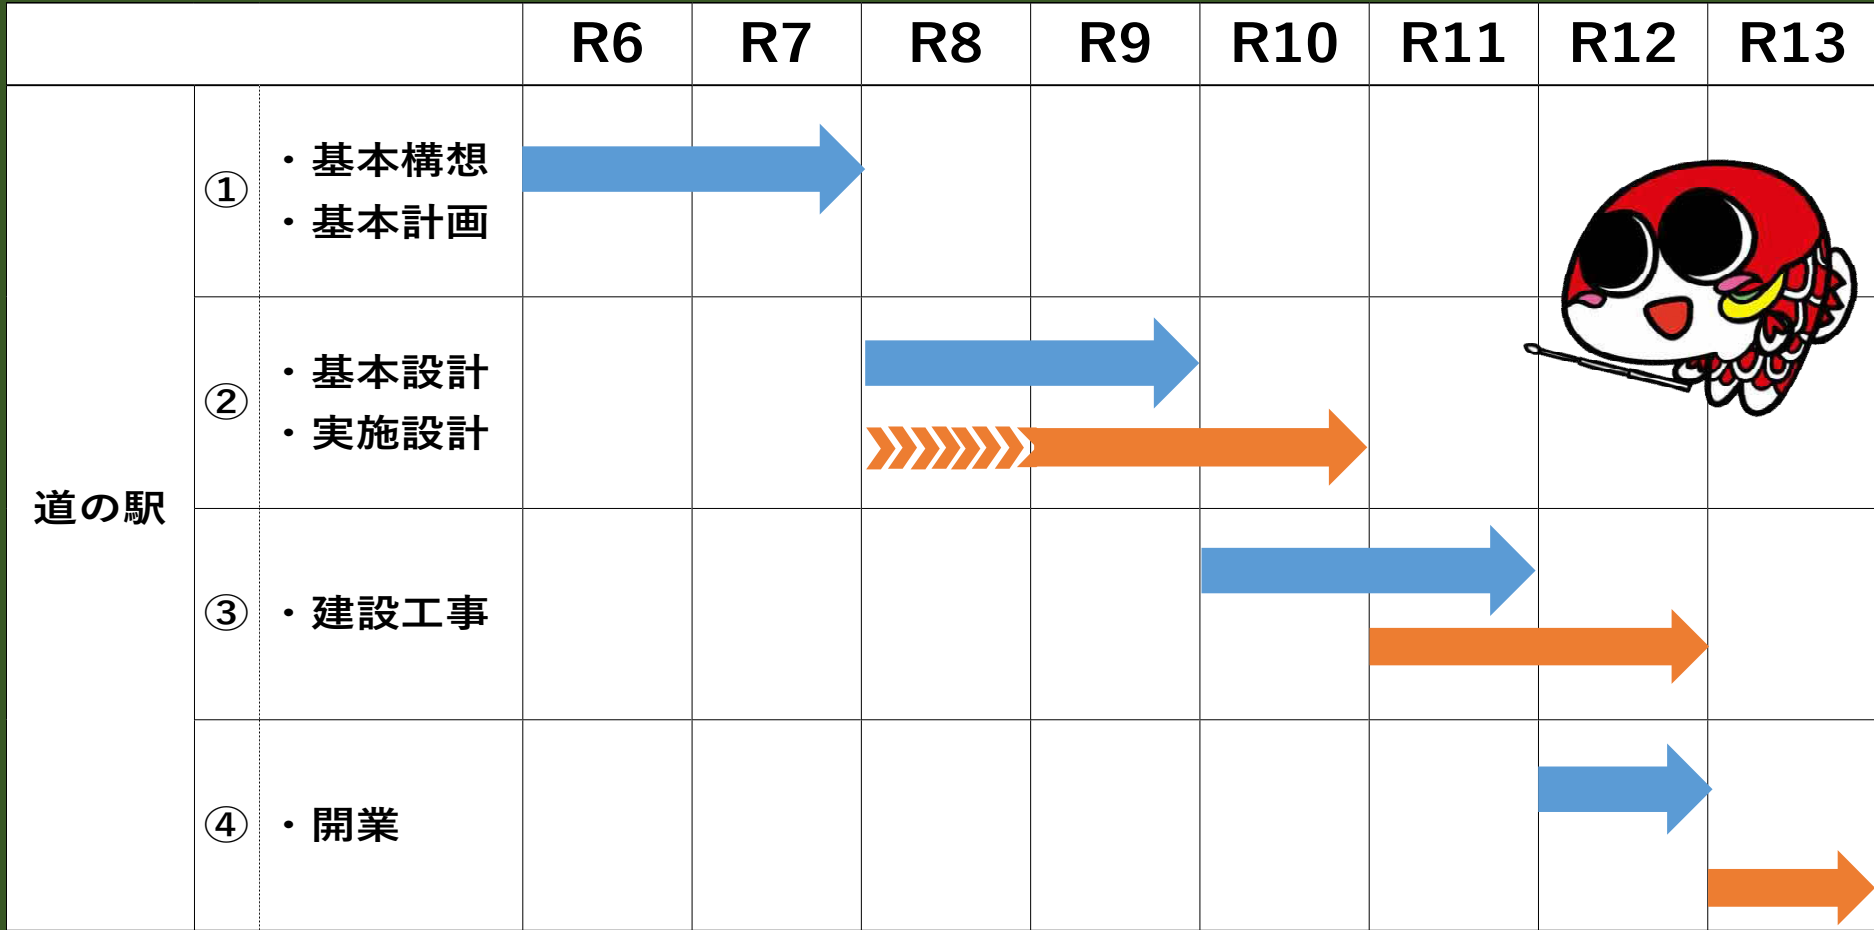 R6 R7 R8 R9 R10 R11 R12 R13
道の駅
① ・基本構想
・基本計画
② ・基本設計
・実施設計
③ ・建設工事
④ ・開業